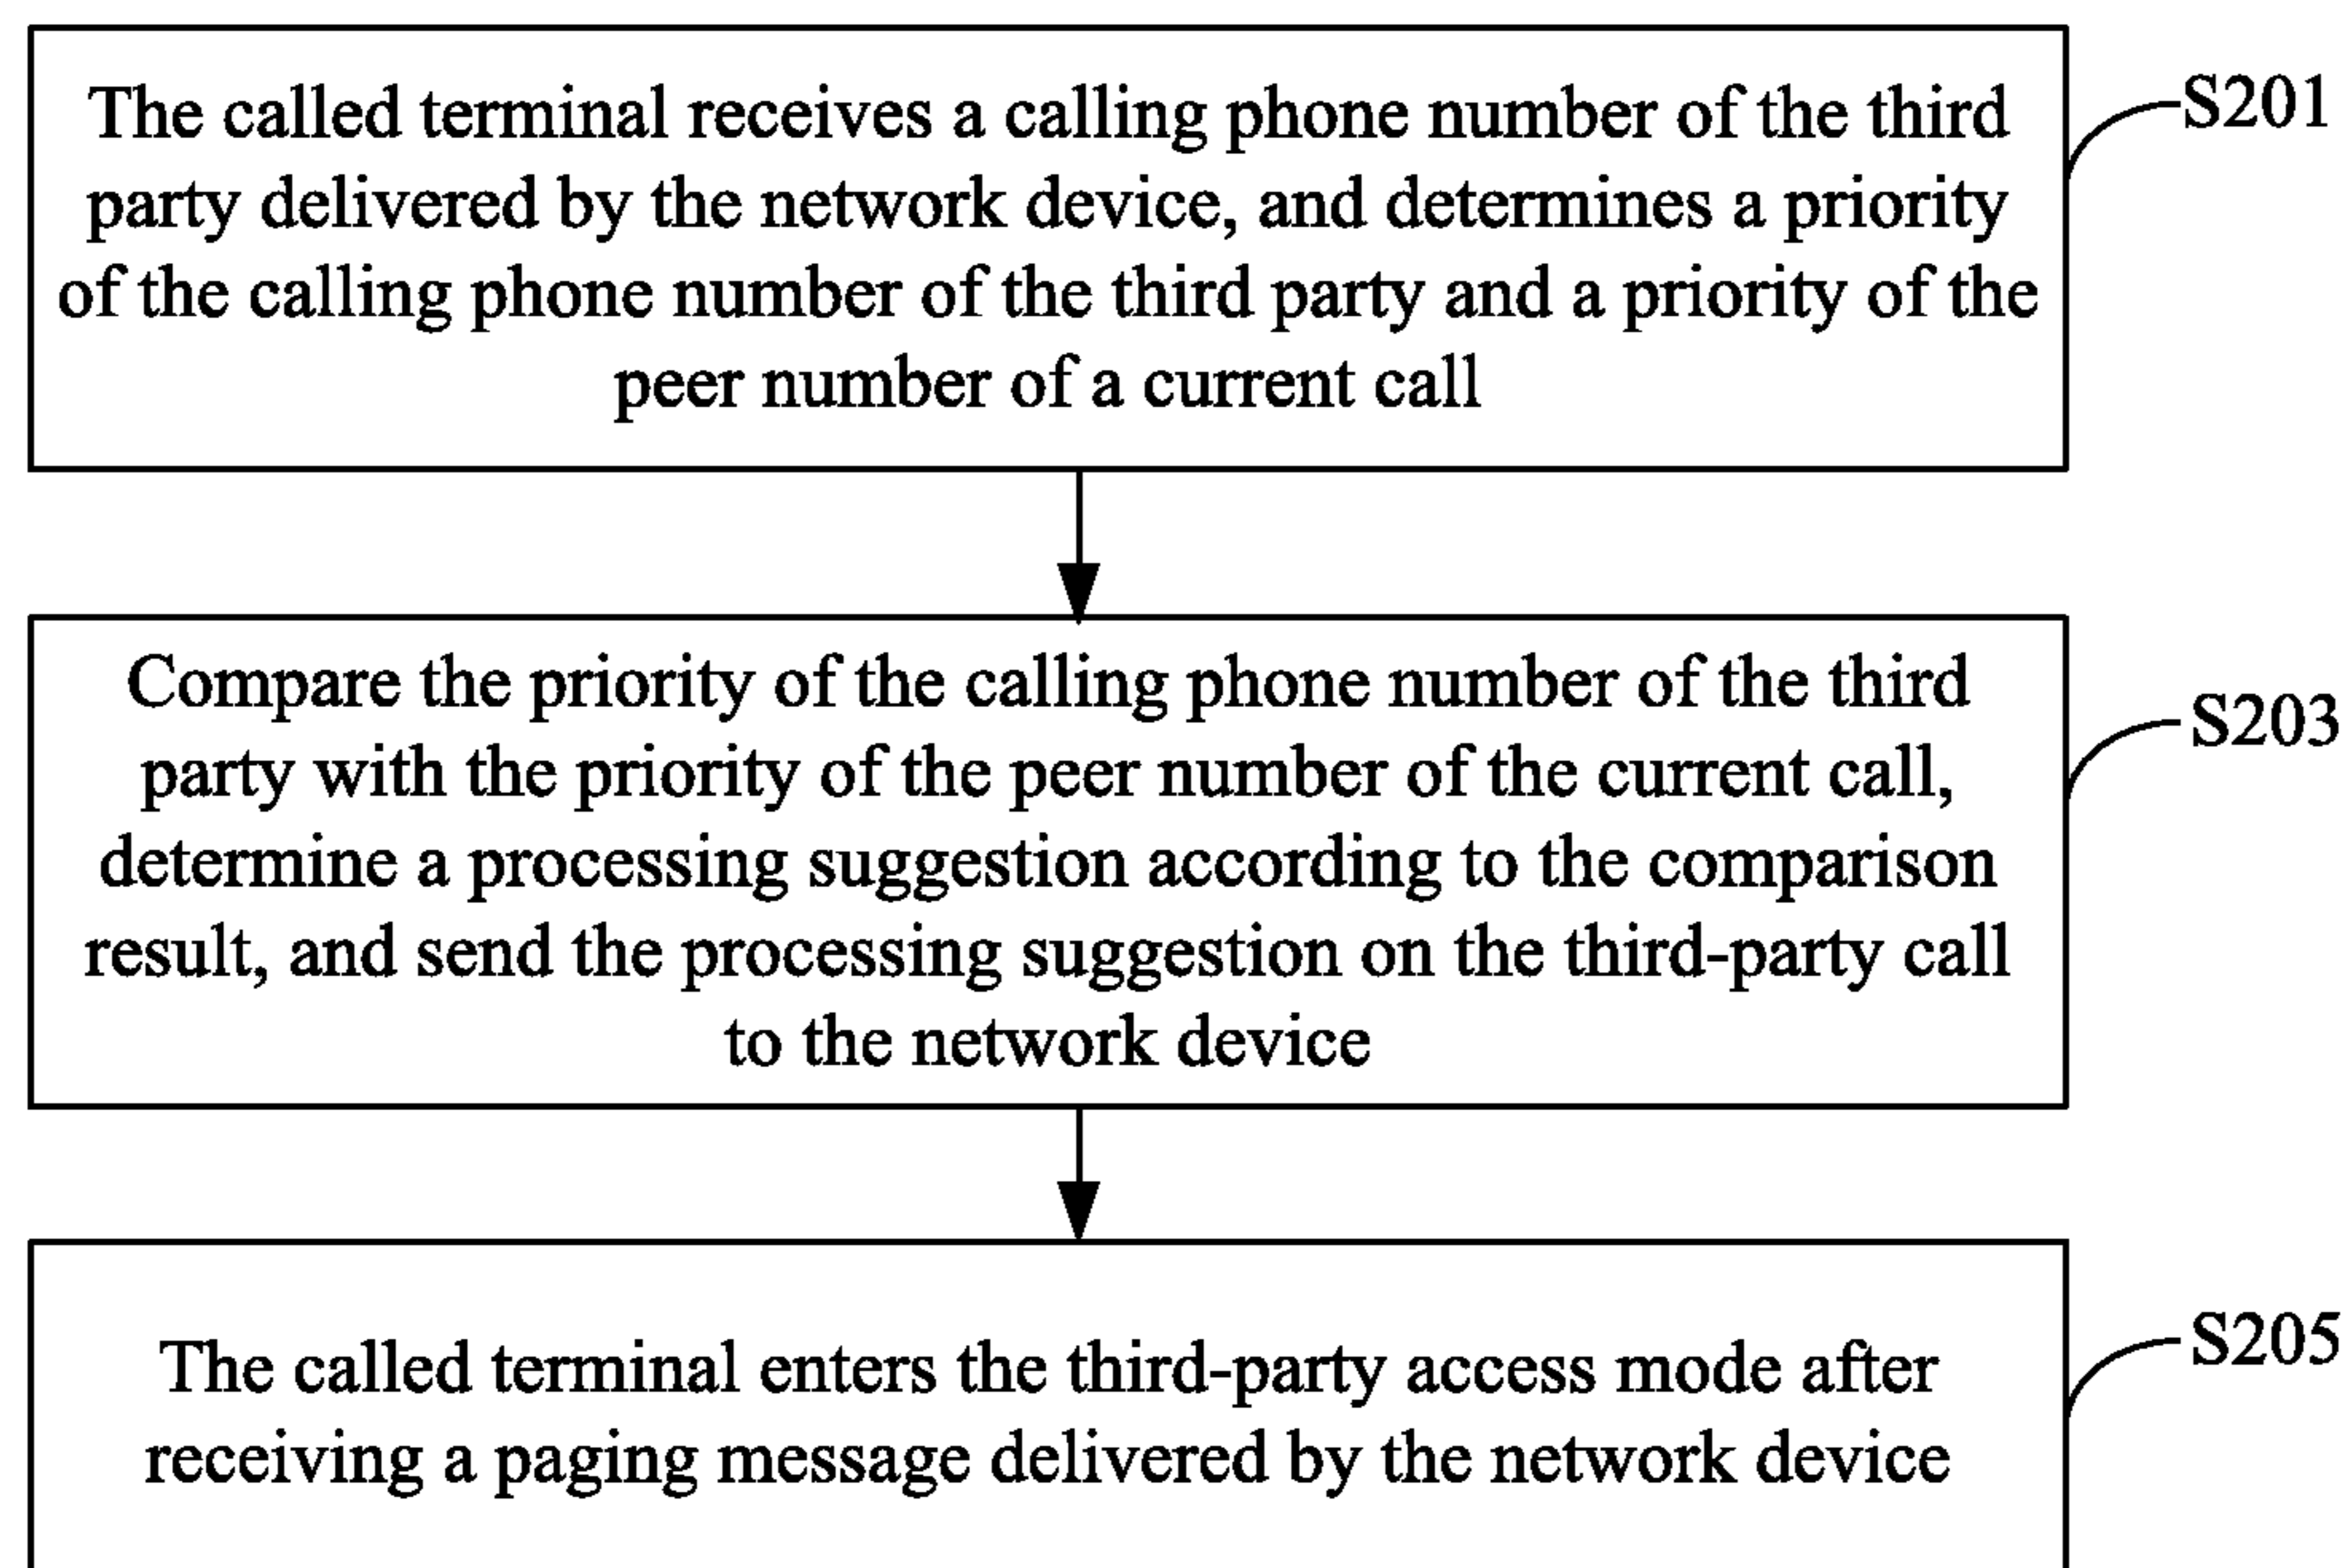 The called terminal receives a calling phone number of the third
party delivered by the network device, and determines a priority
of the calling phone number of the third party and a priority of the
peer number of a current call
S201
Compare the priority of the calling phone number of the third
party with the priority of the peer number of the current call,
determine a processing suggestion according to the comparison
result, and send the processing suggestion on the third-party call
to the network device
S203
The called terminal enters the third-party access mode after
receiving a paging message delivered by the network device
S205